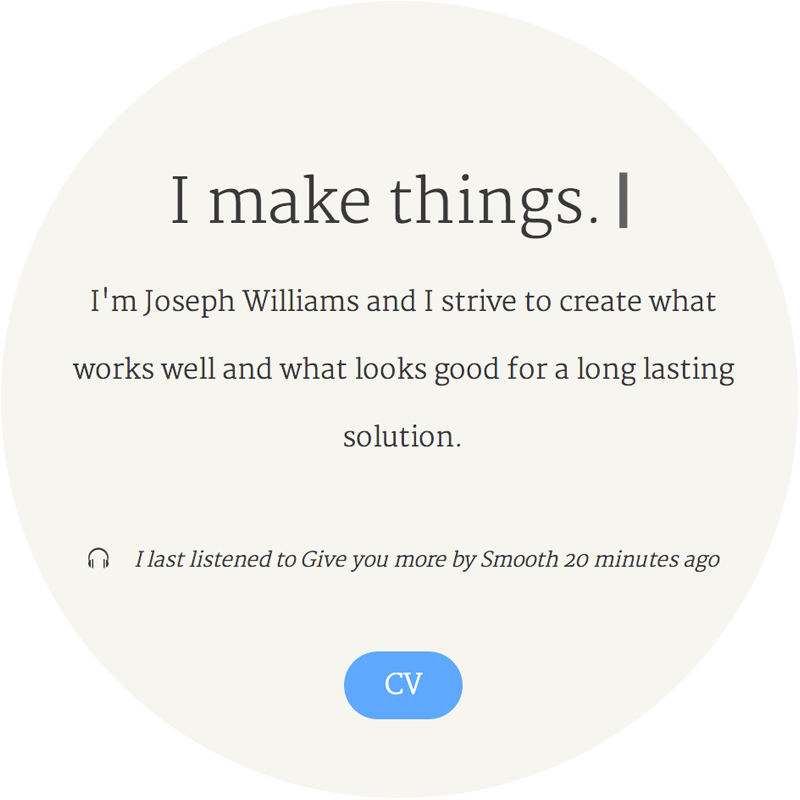 I make things.
I'm Joseph Williams and I strive to create what
works well and what looks good for a long lasting
solution.
I last listened to Give you more by Smooth 20 minutes ago
CV